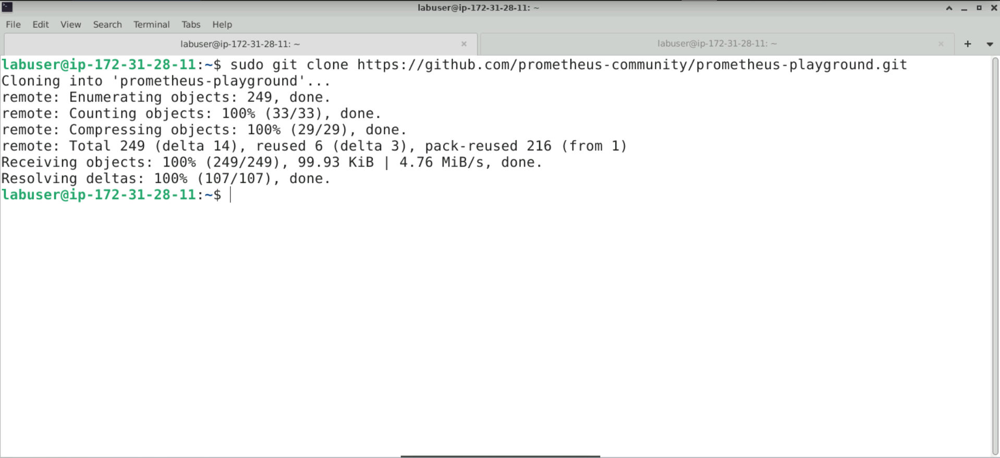 labuser@ip-172-31-28-11: ~
File Edit View Search Terminal Tabs Help
labuser@ip-172-31-28-11: ~ × labuser@ip-172-31-28-11: ~ × +
labuser@ip-172-31-28-11:~$ sudo git clone https://github.com/prometheus-community/prometheus-playground.git
Cloning into 'prometheus-playground'...
remote: Enumerating objects: 249, done.
remote: Counting objects: 100% (33/33), done.
remote: Compressing objects: 100% (29/29), done.
remote: Total 249 (delta 14), reused 6 (delta 3), pack-reused 216 (from 1)
Receiving objects: 100% (249/249), 99.93 KiB | 4.76 MiB/s, done.
Resolving deltas: 100% (107/107), done.
labuser@ip-172-31-28-11:~$